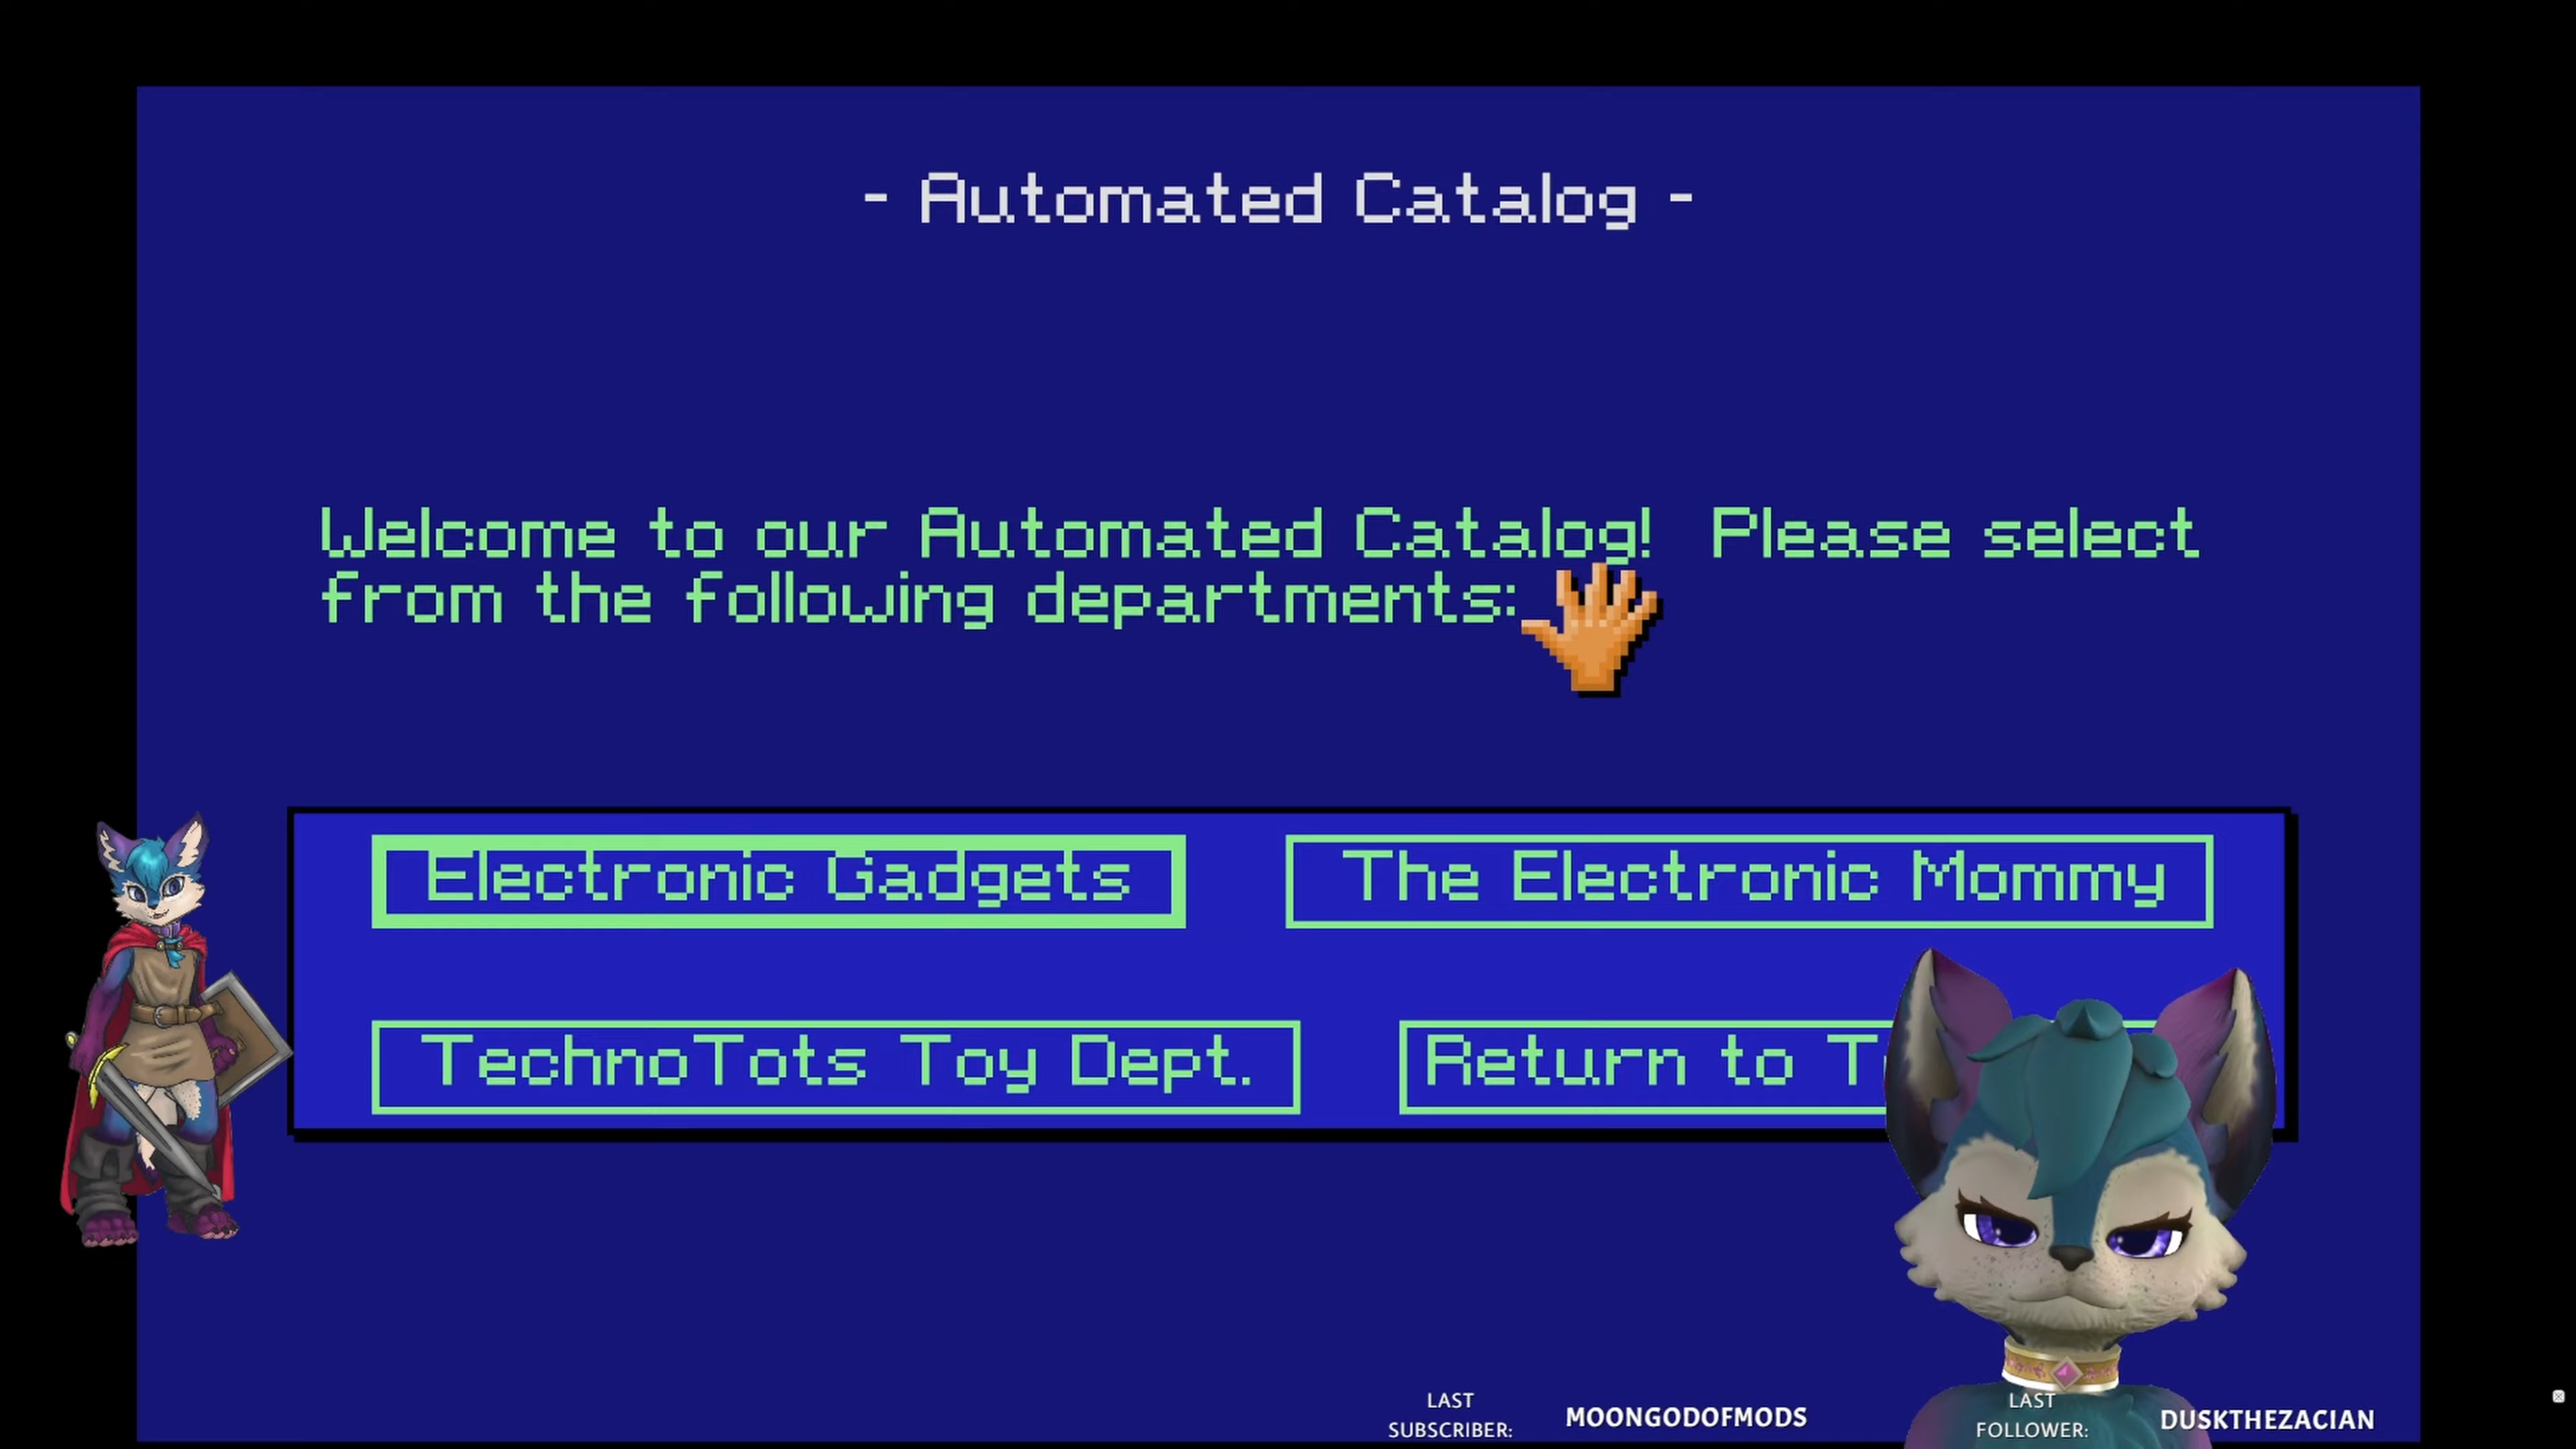 - Automated Catalog -
Welcome to our Automated Catalog!  Please select
from the following departments:
Electronic Gadgets
The Electronic Mommy
TechnoTots Toy Dept.
Return to
LAST
SUBSCRIBER:
MOONGODOFMODS
LAST
FOLLOWER:
DUSKTHEZACIAN